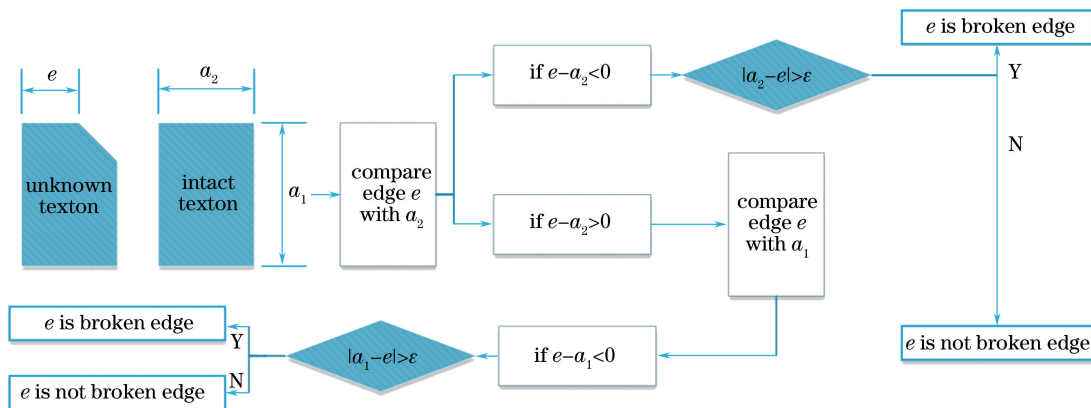 e
a₂
unknown
texton
intact
texton
a₁
compare
edge e
with a₂
if e−a₂<0
|a₂−e|>ε
e is broken edge
Y
N
e is not broken edge
if e−a₂>0
compare
edge e
with a₁
if e−a₁<0
|a₁−e|>ε
e is broken edge
Y
N
e is not broken edge